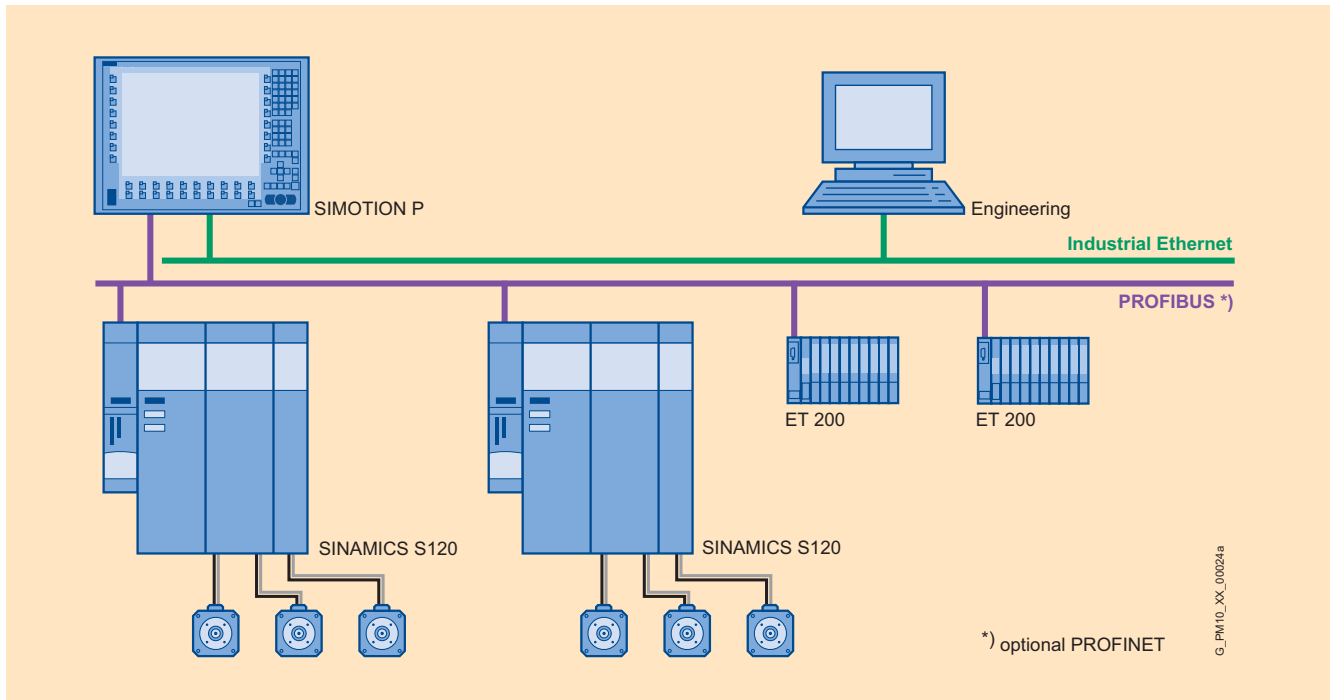 SIMOTION P
Engineering
Industrial Ethernet
PROFIBUS *)
ET 200
ET 200
SINAMICS S120
SINAMICS S120
*) optional PROFINET
G_PM10_XX_00024a